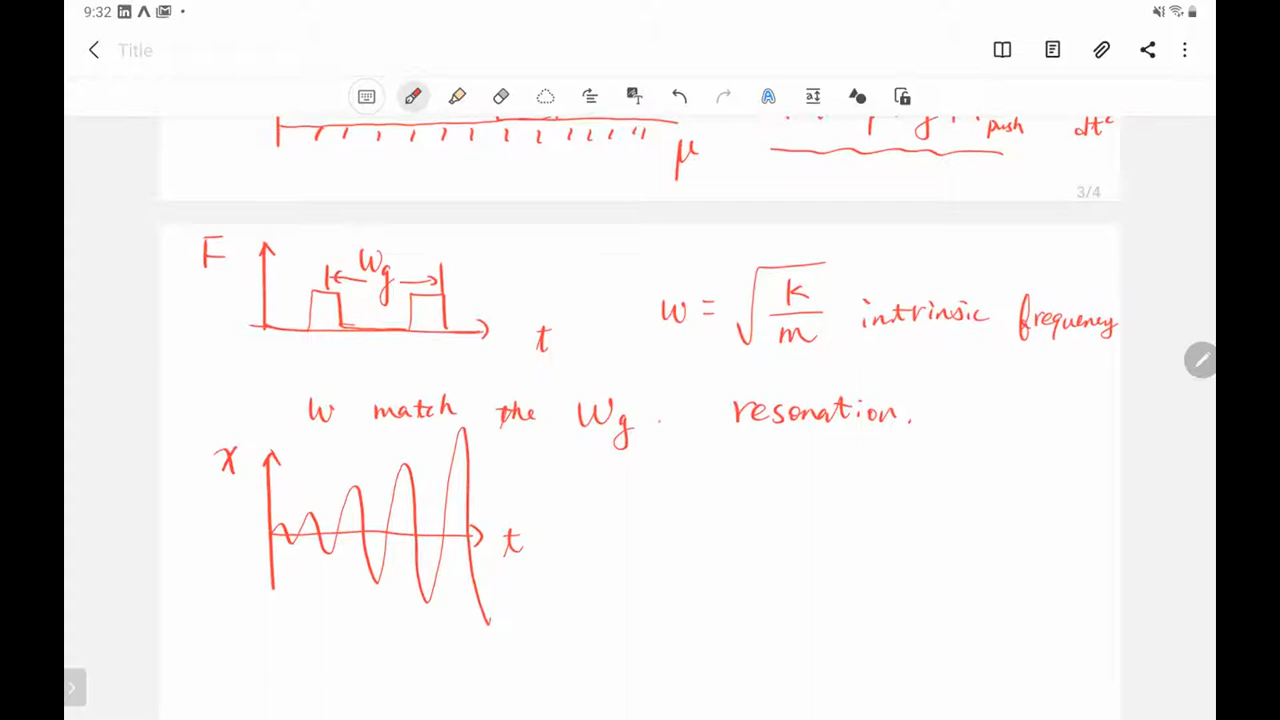 9:32
Title
μ
push
3/4
F
Wg
t
w = √k/m intrinsic frequency
w match the Wg. resonation.
x
t